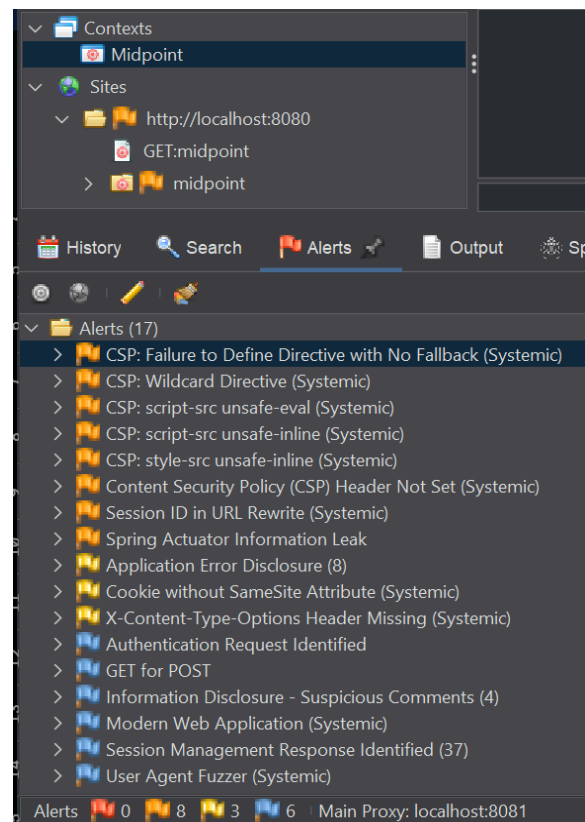 Contexts
Midpoint
Sites
http://localhost:8080
GET:midpoint
midpoint
History Search Alerts Output Sp
Alerts (17)
CSP: Failure to Define Directive with No Fallback (Systemic)
CSP: Wildcard Directive (Systemic)
CSP: script-src unsafe-eval (Systemic)
CSP: script-src unsafe-inline (Systemic)
CSP: style-src unsafe-inline (Systemic)
Content Security Policy (CSP) Header Not Set (Systemic)
Session ID in URL Rewrite (Systemic)
Spring Actuator Information Leak
Application Error Disclosure (8)
Cookie without SameSite Attribute (Systemic)
X-Content-Type-Options Header Missing (Systemic)
Authentication Request Identified
GET for POST
Information Disclosure - Suspicious Comments (4)
Modern Web Application (Systemic)
Session Management Response Identified (37)
User Agent Fuzzer (Systemic)
Alerts 0 8 3 6 Main Proxy: localhost:8081